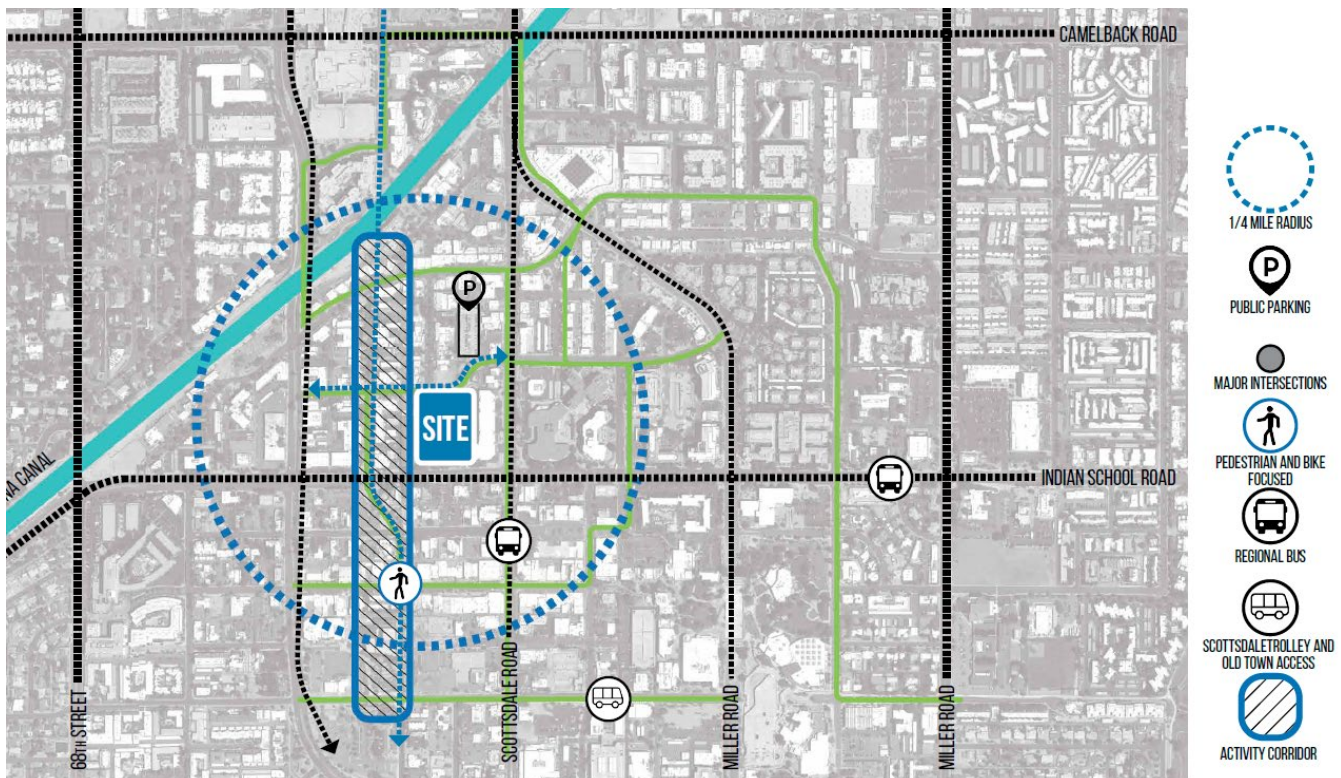 CAMELBACK ROAD
1/4 MILE RADIUS
P
PUBLIC PARKING
P
MAJOR INTERSECTIONS
SITE
PEDESTRIAN AND BIKE
FOCUSED
NA CANAL
INDIAN SCHOOL ROAD
REGIONAL BUS
SCOTTSDALETROLLEY AND
OLD TOWN ACCESS
68TH STREET
SCOTTSDALE ROAD
MILLER ROAD
MILLER ROAD
ACTIVITY CORRIDOR